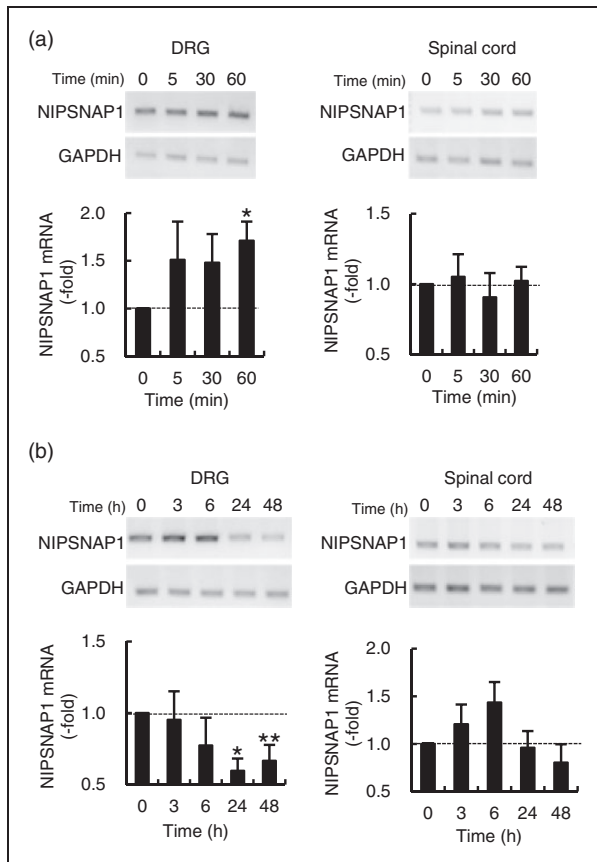 (a)
DRG
Time (min) 0 5 30 60
NIPSNAP1
GAPDH
NIPSNAP1 mRNA
(-fold)
2.0
1.5
1.0
0.5
*
0 5 30 60
Time (min)
Spinal cord
Time (min) 0 5 30 60
NIPSNAP1
GAPDH
NIPSNAP1 mRNA
(-fold)
1.5
1.0
0.5
0 5 30 60
Time (min)
(b)
DRG
Time (h) 0 3 6 24 48
NIPSNAP1
GAPDH
NIPSNAP1 mRNA
(-fold)
1.5
1.0
0.5
* **
0 3 6 24 48
Time (h)
Spinal cord
Time (h) 0 3 6 24 48
NIPSNAP1
GAPDH
NIPSNAP1 mRNA
(-fold)
2.0
1.5
1.0
0.5
0 3 6 24 48
Time (h)